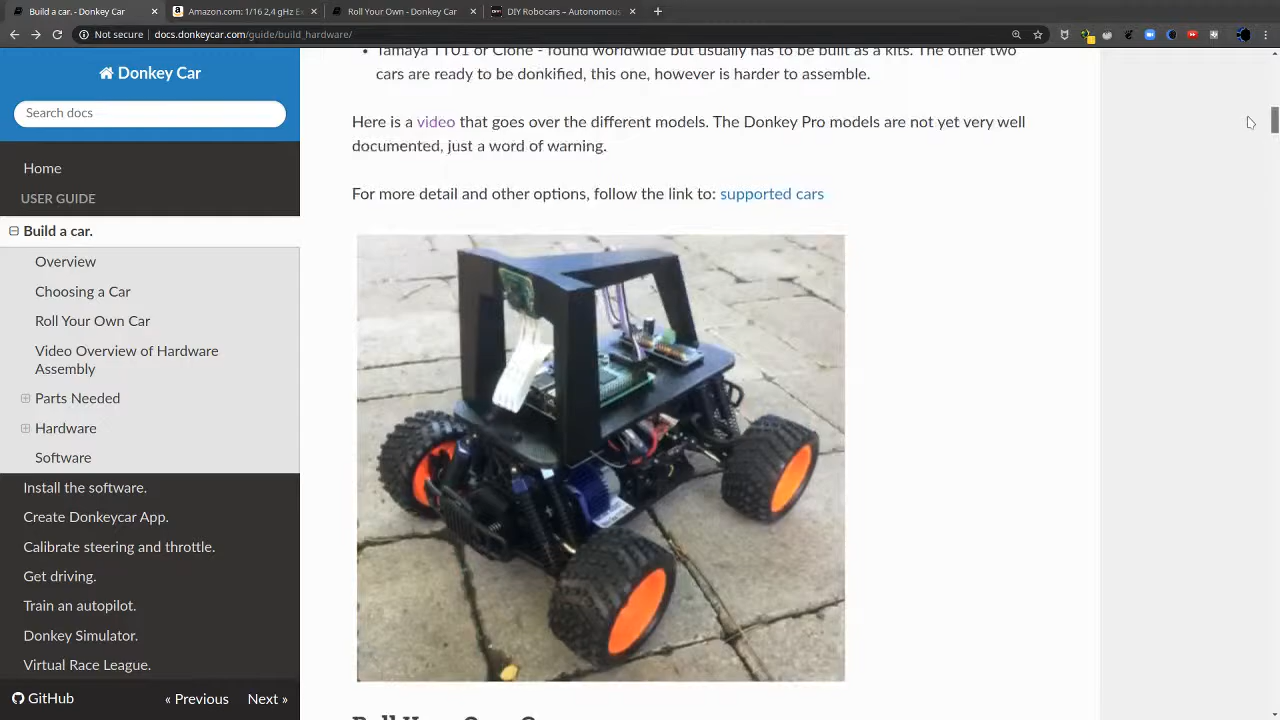 Build a car. - Donkey Car
Amazon.com: 1/16 2,4 gHz Ex
Roll Your Own - Donkey Car
DIY Robocars – Autonomous
Not secure | docs.donkeycar.com/guide/build_hardware/
Donkey Car
Search docs
Home
USER GUIDE
Build a car.
Overview
Choosing a Car
Roll Your Own Car
Video Overview of Hardware
Assembly
Parts Needed
Hardware
Software
Install the software.
Create Donkeycar App.
Calibrate steering and throttle.
Get driving.
Train an autopilot.
Donkey Simulator.
Virtual Race League.
GitHub
« Previous
Next »
Tamaya TT01 or Clone - found worldwide but usually has to be built as a kits. The other two
cars are ready to be donkified, this one, however is harder to assemble.
Here is a video that goes over the different models. The Donkey Pro models are not yet very well
documented, just a word of warning.
For more detail and other options, follow the link to: supported cars